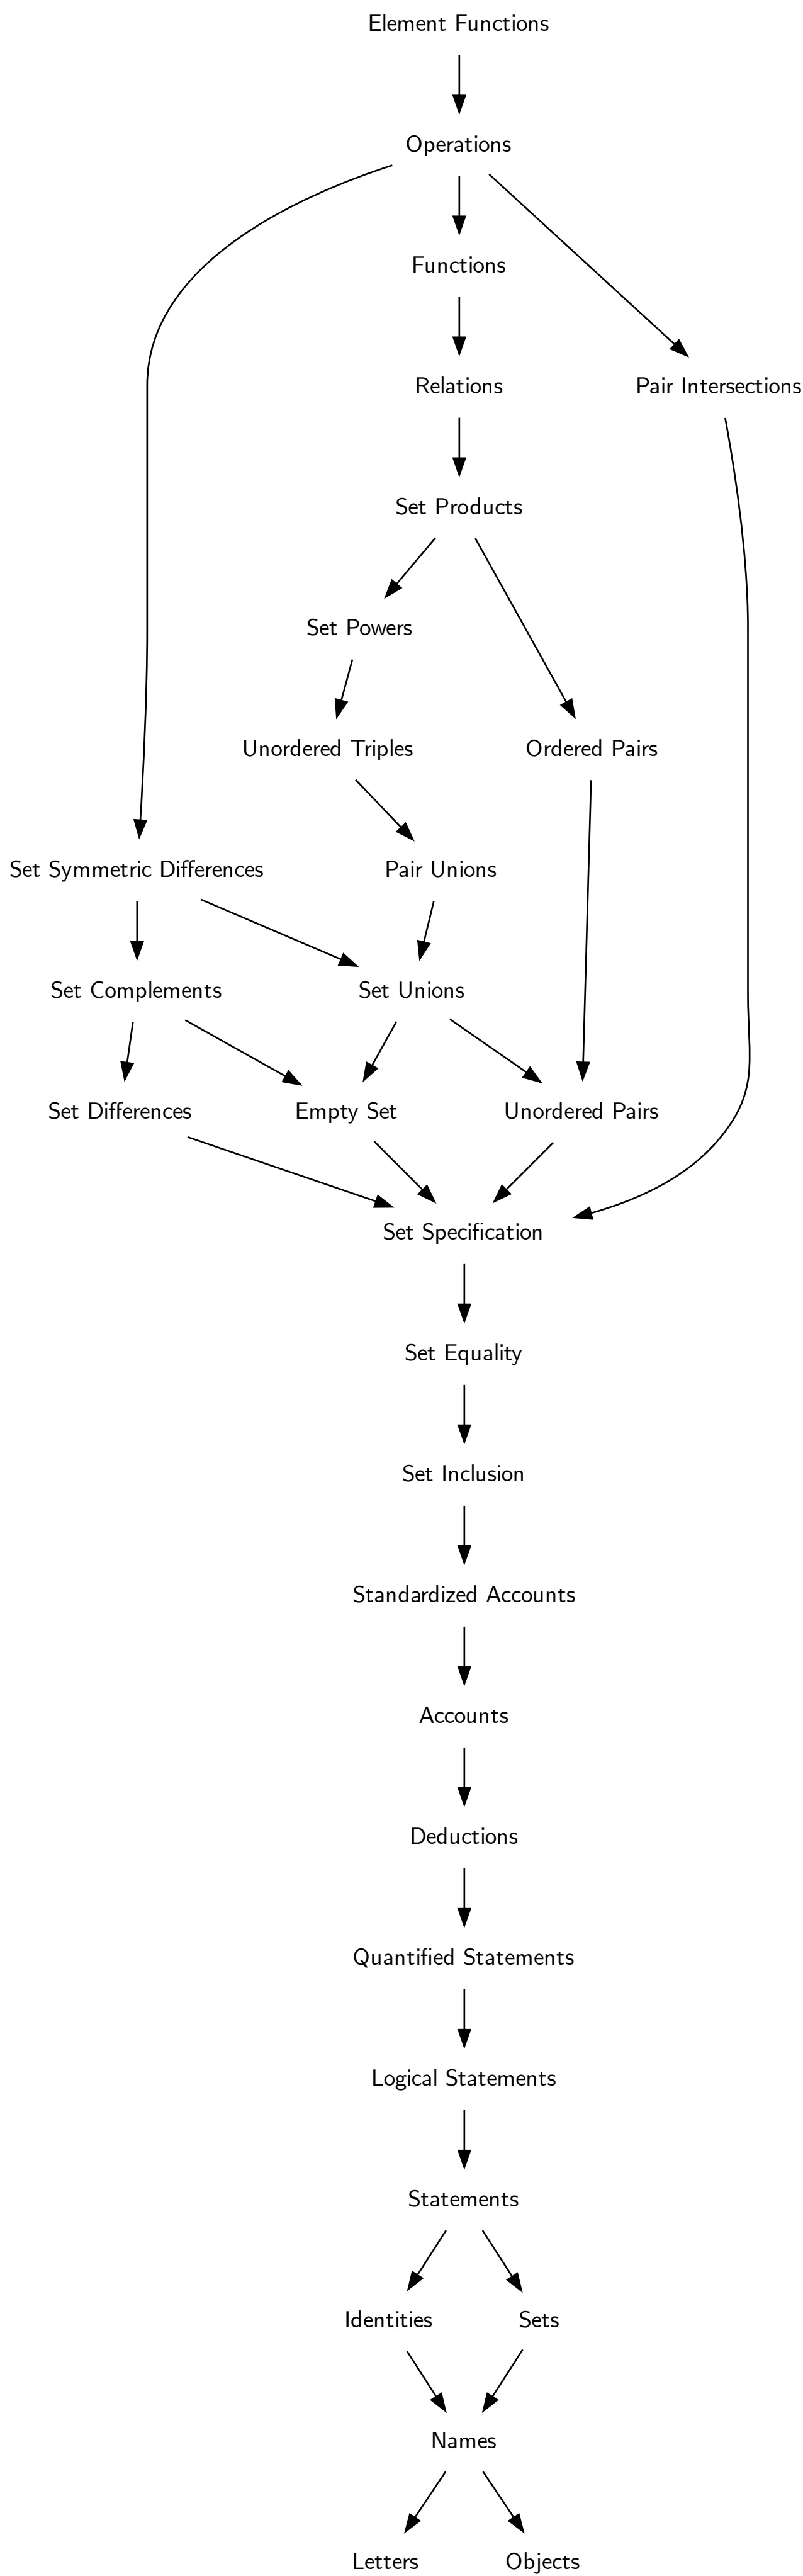 Element Functions
Operations
Functions
Relations
Pair Intersections
Set Products
Set Powers
Unordered Triples
Ordered Pairs
Set Symmetric Differences
Pair Unions
Set Complements
Set Unions
Set Differences
Empty Set
Unordered Pairs
Set Specification
Set Equality
Set Inclusion
Standardized Accounts
Accounts
Deductions
Quantified Statements
Logical Statements
Statements
Identities
Sets
Names
Letters
Objects